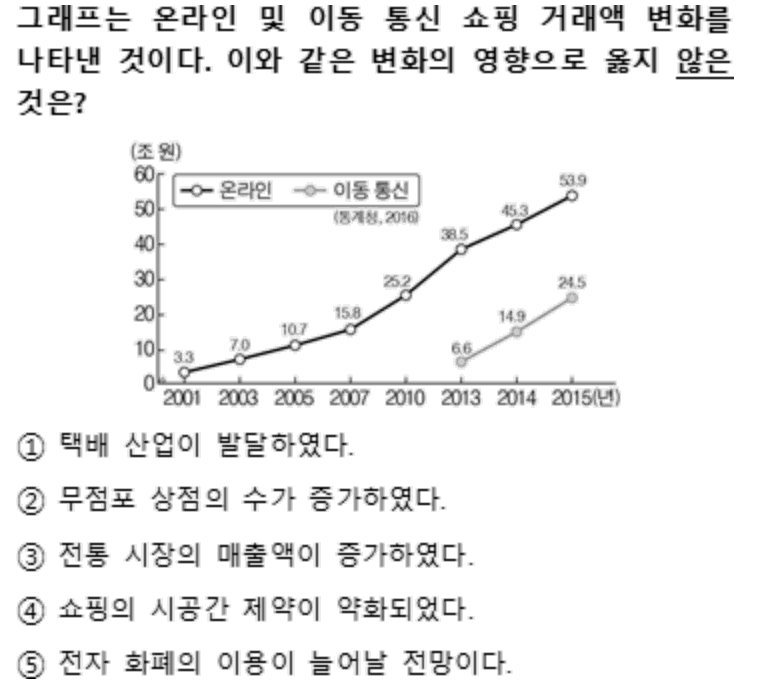 그래프는 온라인 및 이동 통신 쇼핑 거래액 변화를
나타낸 것이다. 이와 같은 변화의 영향으로 옳지 않은
것은?
(조 원)
60
50
40
30
20
10
0
온라인 이동 통신
(통계청, 2016)
3.3 7.0 10.7 15.8 25.2 38.5 45.3 53.9
6.6 14.9 24.5
2001 2003 2005 2007 2010 2013 2014 2015(년)
① 택배 산업이 발달하였다.
② 무점포 상점의 수가 증가하였다.
③ 전통 시장의 매출액이 증가하였다.
④ 쇼핑의 시공간 제약이 약화되었다.
⑤ 전자 화폐의 이용이 늘어날 전망이다.